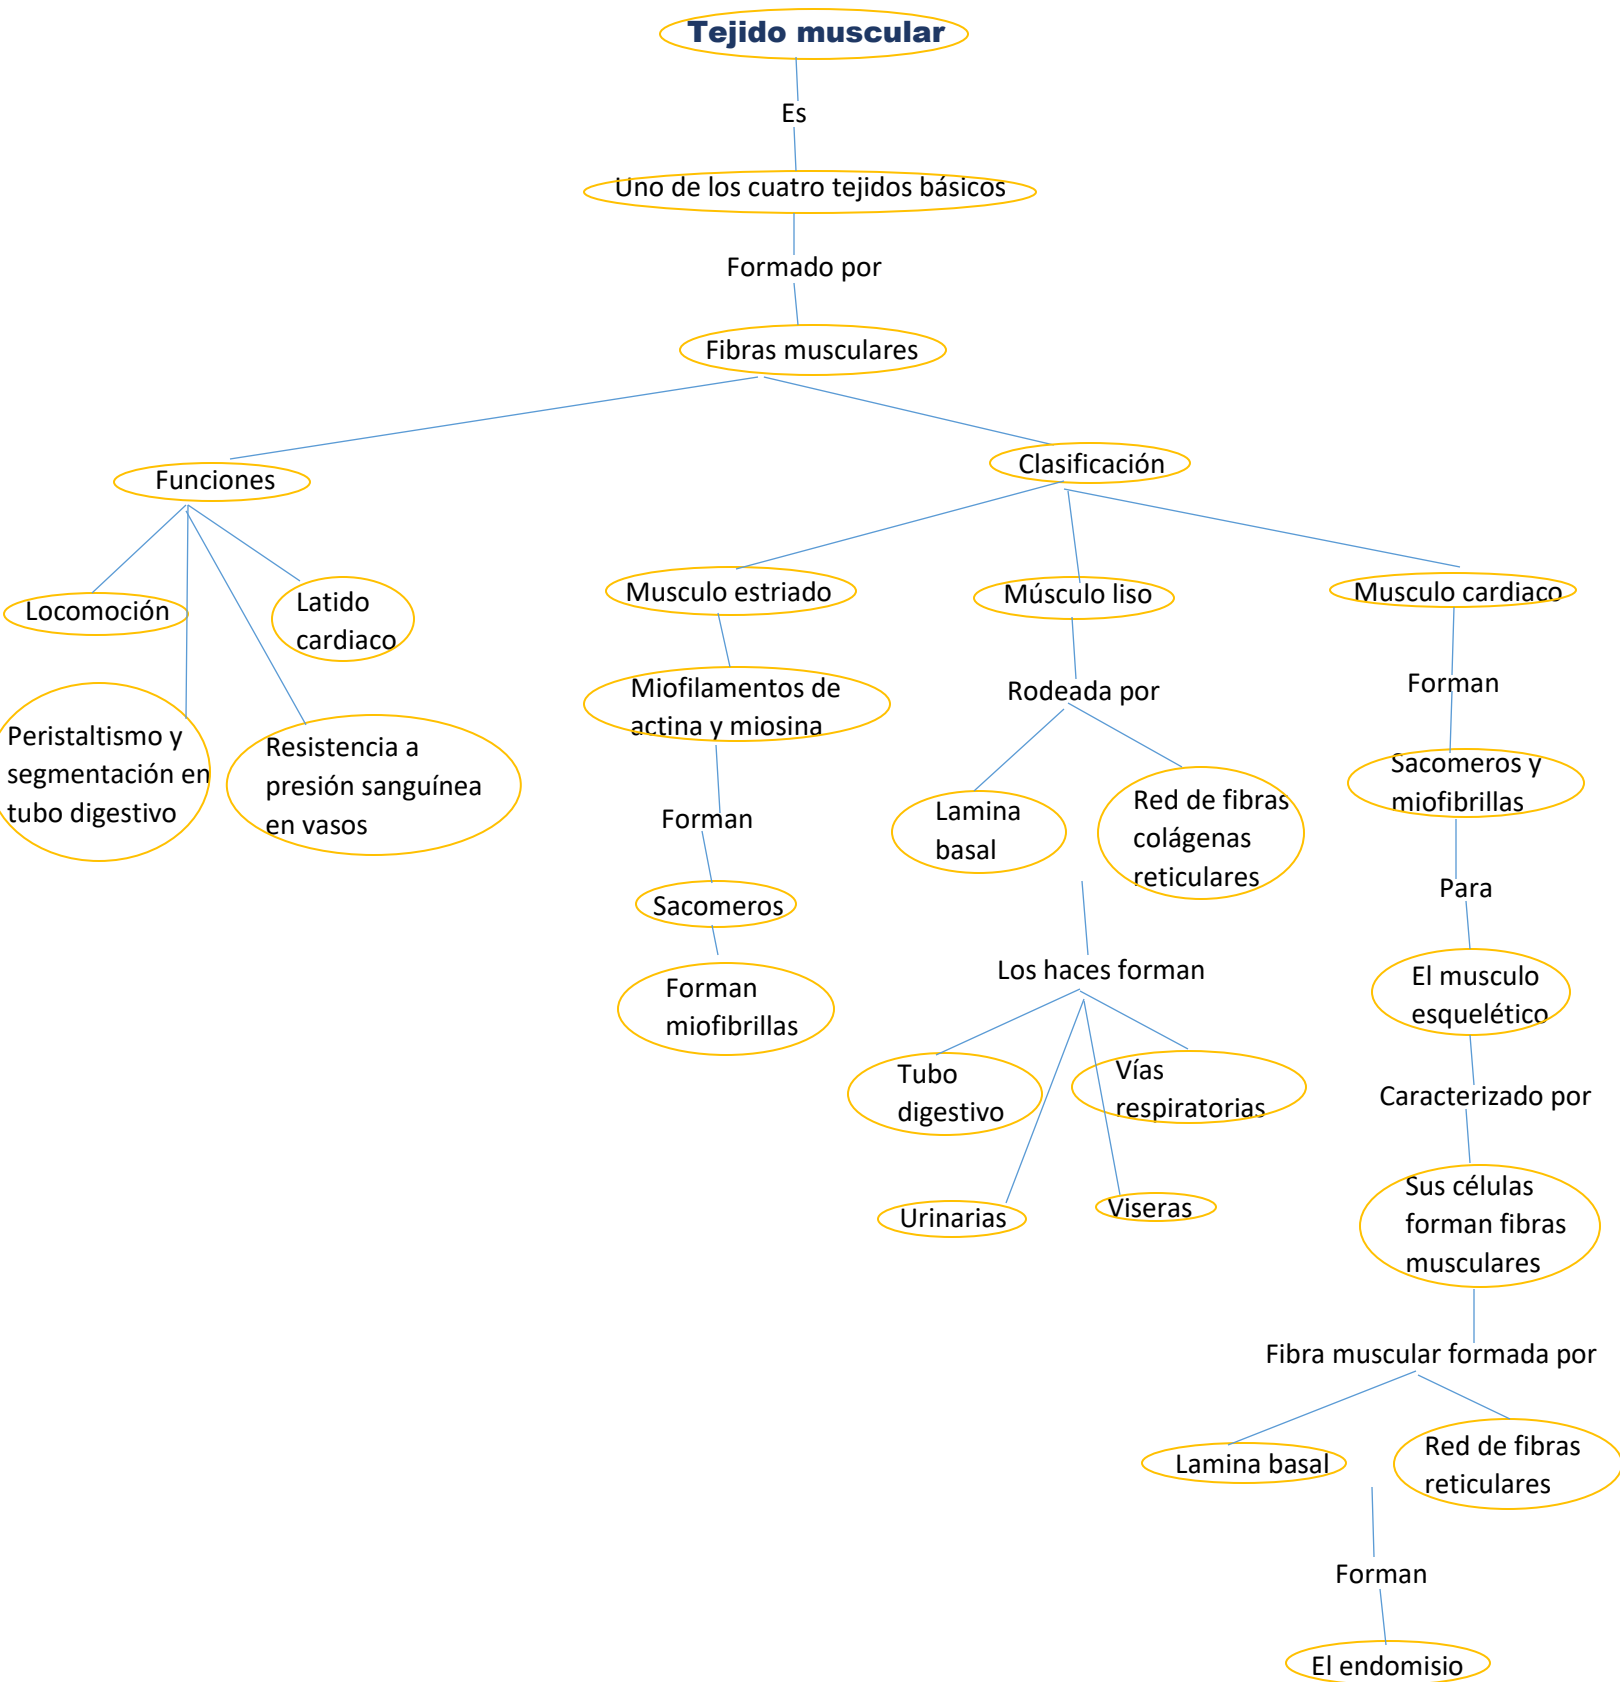 Tejido muscular
Es
Uno de los cuatro tejidos básicos
Formado por
Fibras musculares
Funciones
Clasificación
Locomoción
Latido
cardiaco
Peristaltismo y
segmentación en
tubo digestivo
Resistencia a
presión sanguínea
en vasos
Musculo estriado
Miofilamentos de
actina y miosina
Forman
Sacomeros
Forman
miofibrillas
Músculo liso
Rodeada por
Lamina
basal
Red de fibras
colágenas
reticulares
Los haces forman
Tubo
digestivo
Vías
respiratorias
Urinarias
Viseras
Musculo cardiaco
Forman
Sacomeros y
miofibrillas
Para
El musculo
esquelético
Caracterizado por
Sus células
forman fibras
musculares
Fibra muscular formada por
Lamina basal
Red de fibras
reticulares
Forman
El endomisio